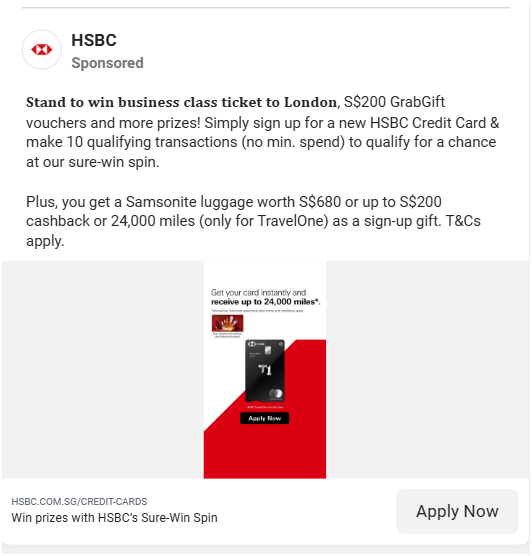 HSBC
Sponsored
Stand to win business class ticket to London, S$200 GrabGift
vouchers and more prizes! Simply sign up for a new HSBC Credit Card &
make 10 qualifying transactions (no min. spend) to qualify for a chance
at our sure-win spin.
Plus, you get a Samsonite luggage worth S$680 or up to S$200
cashback or 24,000 miles (only for TravelOne) as a sign-up gift. T&Cs
apply.
Get your card instantly and
receive up to 24,000 miles*.
T1
HSBC TravelOne Credit Card
Apply Now
HSBC.COM.SG/CREDIT-CARDS
Win prizes with HSBC's Sure-Win Spin
Apply Now